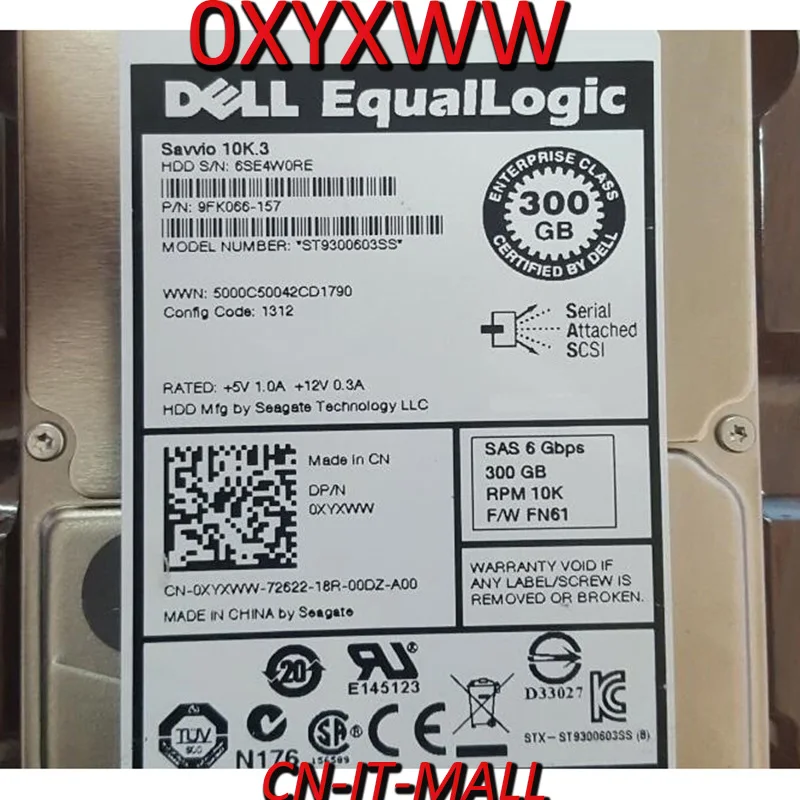 0XYXWW
DELL EqualLogic
Savvio 10K.3
HDD S/N: 6SE4W0RE
P/N: 9FK066-157
MODEL NUMBER: *ST9300603SS*
WWN: 5000C50042CD1790
Config Code: 1312
RATED: +5V 1.0A +12V 0.3A
HDD Mfg by Seagate Technology LLC
ENTERPRISE CLASS
300
GB
CERTIFIED BY DELL
Serial
Attached
SCSI
Made in CN
DP/N
0XYXWW
CN-0XYXWW-72622-18R-00DZ-A00
MADE IN CHINA by Seagate
SAS 6 Gbps
300 GB
RPM 10K
F/W FN61
WARRANTY VOID IF
ANY LABEL/SCREW IS
REMOVED OR BROKEN.
20
E145123
D33027
TÜV
N176
STX-ST9300603SS (B)
CN-IT-MALL